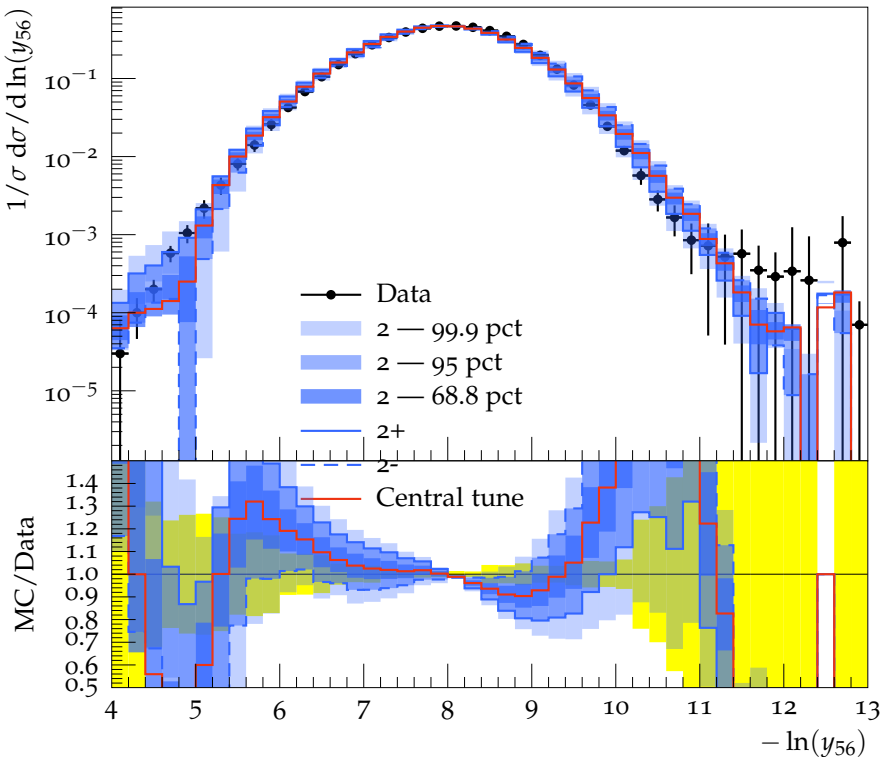 1/σ dσ/d ln(y₅₆)
10⁻¹
10⁻²
10⁻³
10⁻⁴
10⁻⁵
Data
2 — 99.9 pct
2 — 95 pct
2 — 68.8 pct
2+
2-
Central tune
MC/Data
1.4
1.3
1.2
1.1
1.0
0.9
0.8
0.7
0.6
0.5
4 5 6 7 8 9 10 11 12 13
− ln(y₅₆)